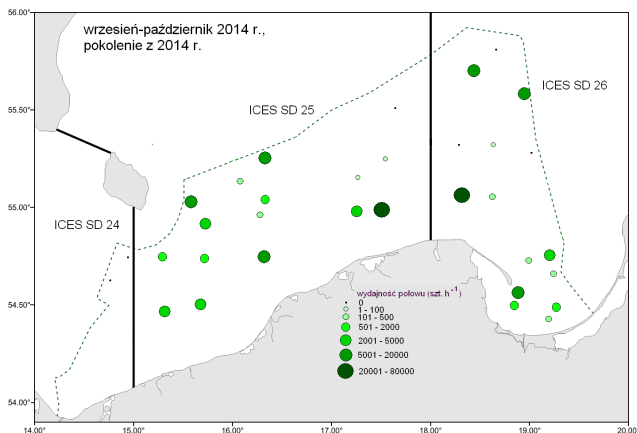 56.00°
wrzesień-październik 2014 r.,
pokolenie z 2014 r.
ICES SD 26
ICES SD 25
55.50°
55.00°
ICES SD 24
54.50°
wydajność połowu (szt. h⁻¹)
0
1 - 100
101 - 500
501 - 2000
2001 - 5000
5001 - 20000
20001 - 80000
54.00°
14.00° 15.00° 16.00° 17.00° 18.00° 19.00° 20.00